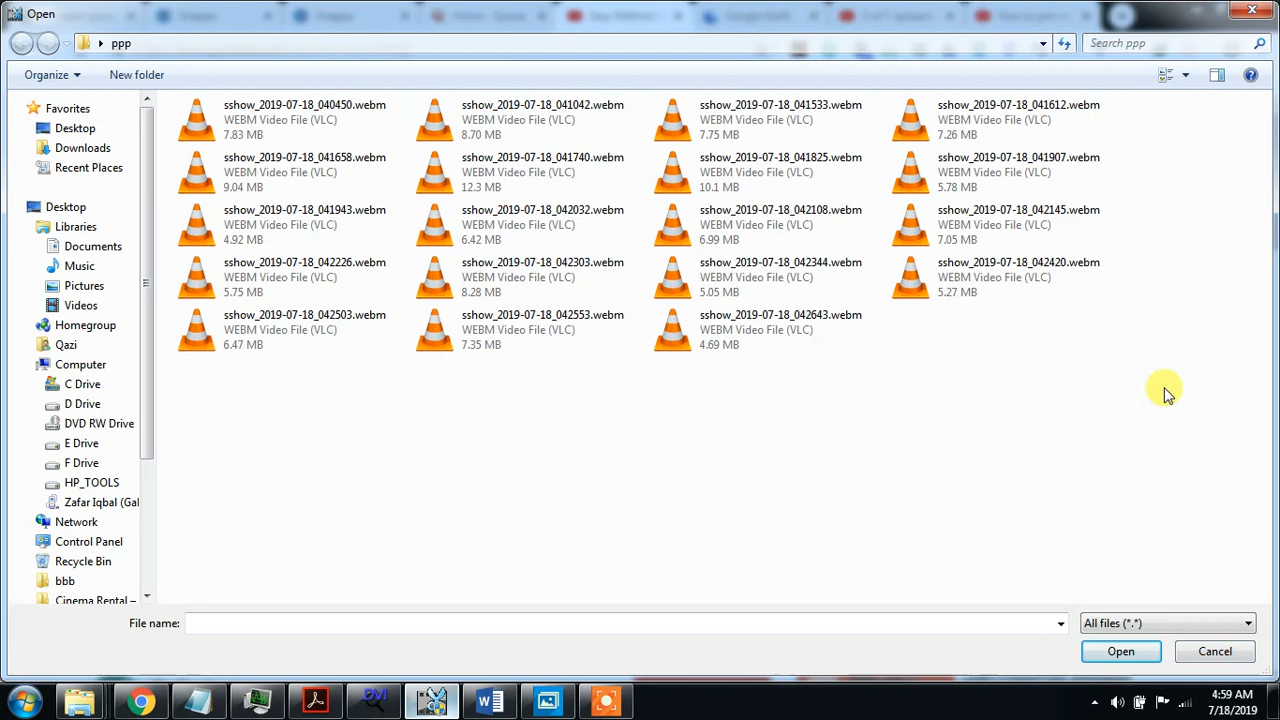 Open
ppp
Search ppp
Organize
New folder
Favorites
Desktop
Downloads
Recent Places
Desktop
Libraries
Documents
Music
Pictures
Videos
Homegroup
Qazi
Computer
C Drive
D Drive
DVD RW Drive
E Drive
F Drive
HP_TOOLS
Zafar Iqbal (Gal
Network
Control Panel
Recycle Bin
bbb
Cinema Rental –
sshow_2019-07-18_040450.webm
WEBM Video File (VLC)
7.83 MB
sshow_2019-07-18_041042.webm
WEBM Video File (VLC)
8.70 MB
sshow_2019-07-18_041533.webm
WEBM Video File (VLC)
7.75 MB
sshow_2019-07-18_041612.webm
WEBM Video File (VLC)
7.26 MB
sshow_2019-07-18_041658.webm
WEBM Video File (VLC)
9.04 MB
sshow_2019-07-18_041740.webm
WEBM Video File (VLC)
12.3 MB
sshow_2019-07-18_041825.webm
WEBM Video File (VLC)
10.1 MB
sshow_2019-07-18_041907.webm
WEBM Video File (VLC)
5.78 MB
sshow_2019-07-18_041943.webm
WEBM Video File (VLC)
4.92 MB
sshow_2019-07-18_042032.webm
WEBM Video File (VLC)
6.42 MB
sshow_2019-07-18_042108.webm
WEBM Video File (VLC)
6.99 MB
sshow_2019-07-18_042145.webm
WEBM Video File (VLC)
7.05 MB
sshow_2019-07-18_042226.webm
WEBM Video File (VLC)
5.75 MB
sshow_2019-07-18_042303.webm
WEBM Video File (VLC)
8.28 MB
sshow_2019-07-18_042344.webm
WEBM Video File (VLC)
5.05 MB
sshow_2019-07-18_042420.webm
WEBM Video File (VLC)
5.27 MB
sshow_2019-07-18_042503.webm
WEBM Video File (VLC)
6.47 MB
sshow_2019-07-18_042553.webm
WEBM Video File (VLC)
7.35 MB
sshow_2019-07-18_042643.webm
WEBM Video File (VLC)
4.69 MB
File name:
All files (*.*)
Open
Cancel
4:59 AM
7/18/2019